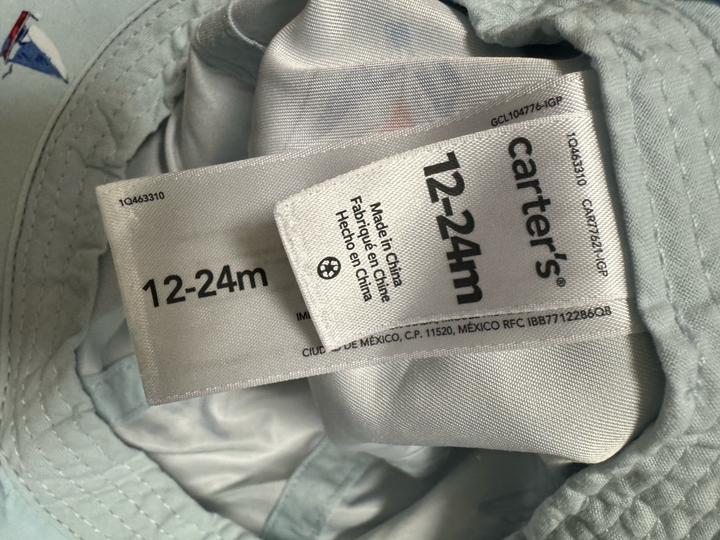 carter's®
12-24m
Made in China
Fabriqué en Chine
Hecho en China
1Q463310 CAR77621-IGP
GCL104776-IGP
1Q463310
12-24m
DE MÉXICO, C.P. 11520, MÉXICO RFC IBB7712286Q8